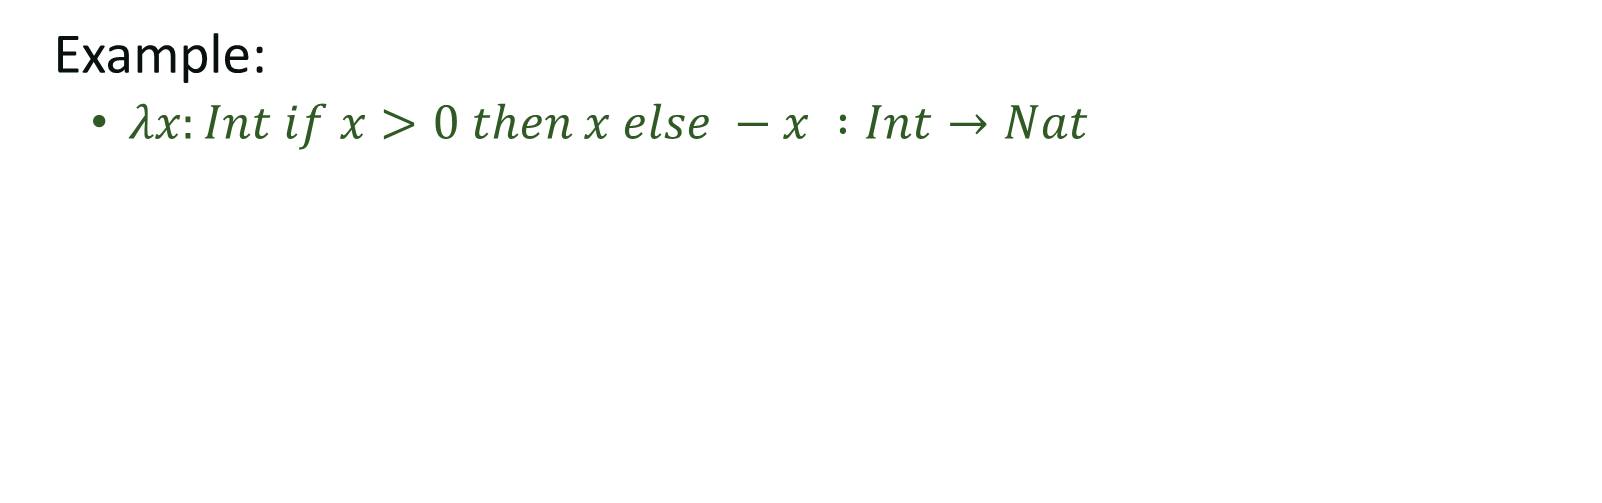 Example:
• λx: Int if x > 0 then x else − x : Int → Nat